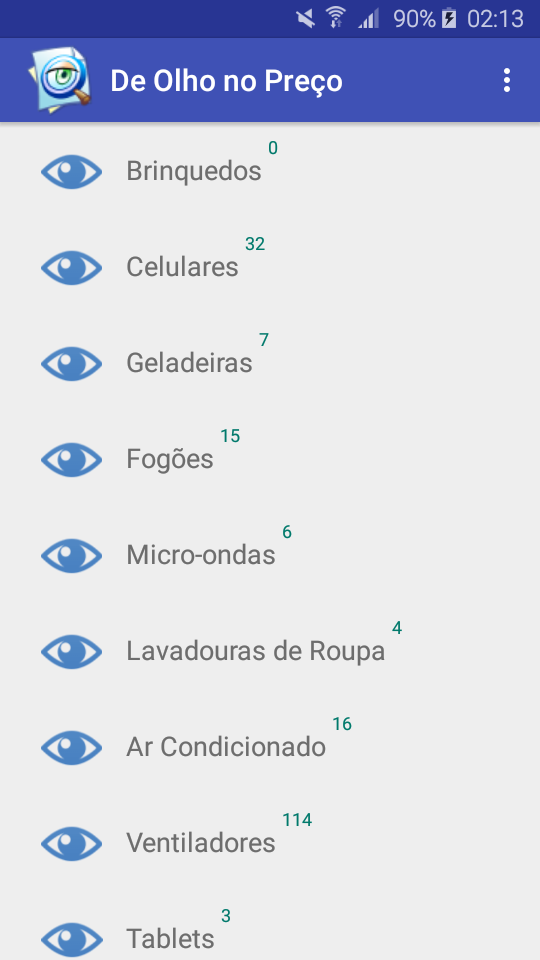 90% 02:13
De Olho no Preço
Brinquedos 0
Celulares 32
Geladeiras 7
Fogões 15
Micro-ondas 6
Lavadouras de Roupa 4
Ar Condicionado 16
Ventiladores 114
Tablets 3